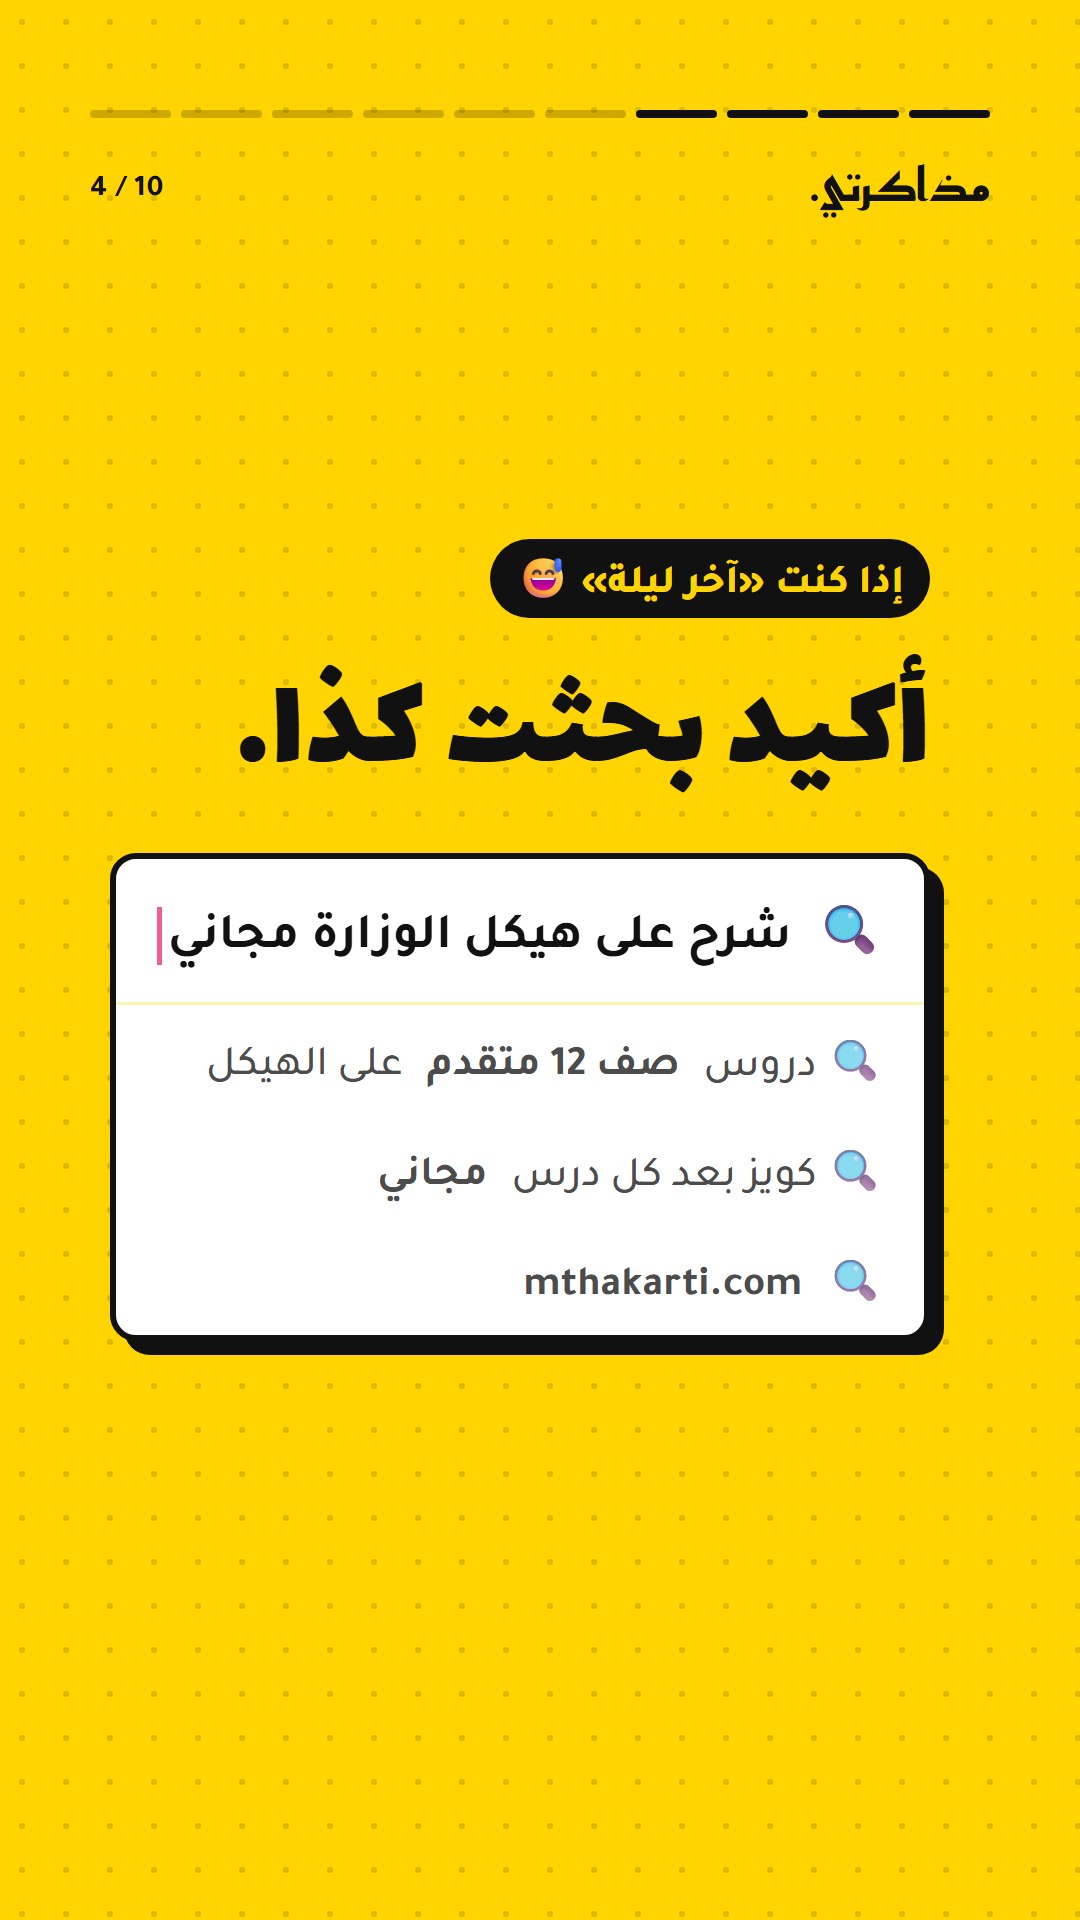 مذاكرتي.
4 / 10
إذا كنت «آخر ليلة» 😅
أكيد بحثت كذا.
شرح على هيكل الوزارة مجاني
دروس صف 12 متقدم على الهيكل
كويز بعد كل درس مجاني
mthakarti.com